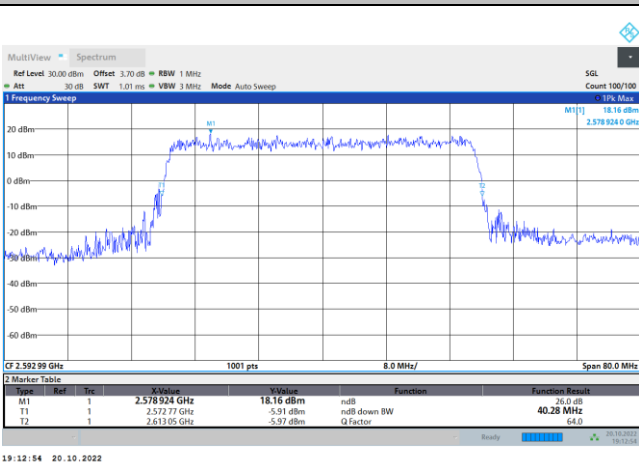 MultiView Spectrum
Ref Level 30.00 dBm Offset 3.70 dB RBW 1 MHz SGL
Att 30 dB SWT 1.01 ms VBW 3 MHz Mode Auto Sweep Count 100/100
1 Frequency Sweep 1Pk Max
M1[1] 18.16 dBm
2.578 924 0 GHz
M1
20 dBm
10 dBm
0 dBm
T1 T2
-10 dBm
-20 dBm
-30 dBm
-40 dBm
-50 dBm
-60 dBm
CF 2.592 99 GHz 1001 pts 8.0 MHz/ Span 80.0 MHz
2 Marker Table
Type Ref Trc X-Value Y-Value Function Function Result
M1 1 2.578 924 GHz 18.16 dBm ndB 26.0 dB
T1 1 2.572 77 GHz -5.91 dBm ndB down BW 40.28 MHz
T2 1 2.613 05 GHz -5.97 dBm Q Factor 64.0
Ready 20.10.2022
19:12:54
19:12:54 20.10.2022